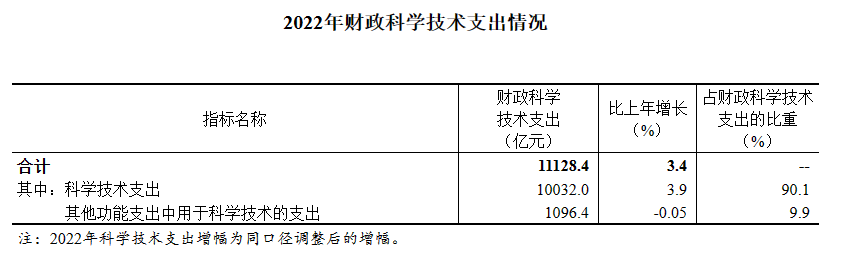 2022年财政科学技术支出情况
指标名称 财政科学技术支出（亿元） 比上年增长（%） 占财政科学技术支出的比重（%）
合计 11128.4 3.4 --
其中：科学技术支出 10032.0 3.9 90.1
其他功能支出中用于科学技术的支出 1096.4 -0.05 9.9
注：2022年科学技术支出增幅为同口径调整后的增幅。